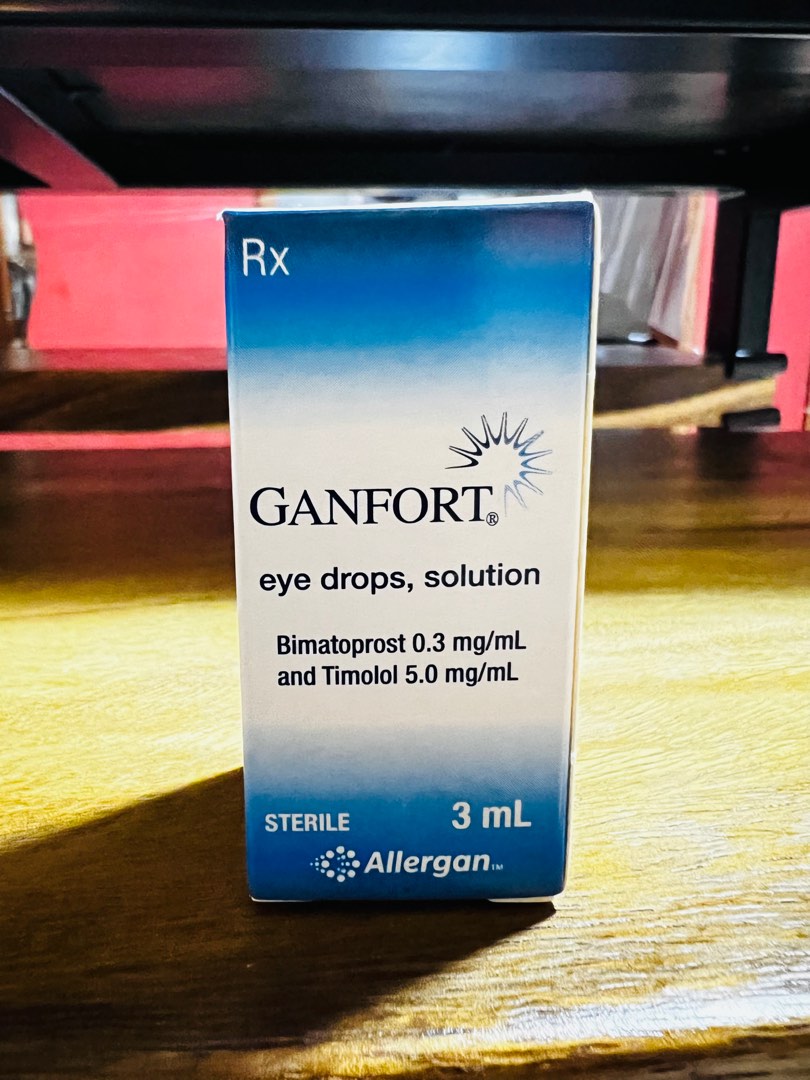 Rx
GANFORT®
eye drops, solution
Bimatoprost 0.3 mg/mL
and Timolol 5.0 mg/mL
STERILE
3 mL
Allergan™